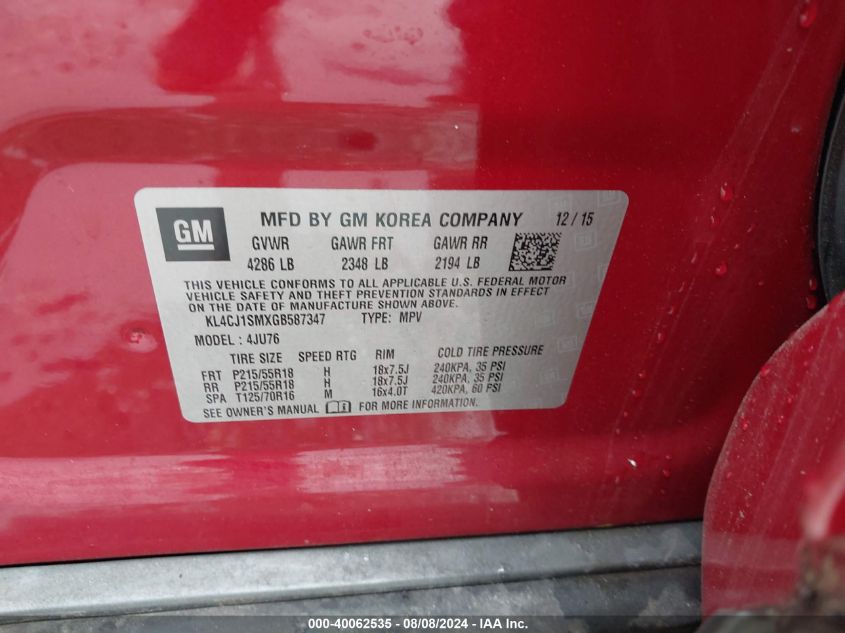 GM
MFD BY GM KOREA COMPANY 12 / 15
GVWR GAWR FRT GAWR RR
4286 LB 2348 LB 2194 LB
THIS VEHICLE CONFORMS TO ALL APPLICABLE U.S. FEDERAL MOTOR
VEHICLE SAFETY AND THEFT PREVENTION STANDARDS IN EFFECT
ON THE DATE OF MANUFACTURE SHOWN ABOVE.
KL4CJ1SMXGB587347 TYPE: MPV
MODEL : 4JU76
TIRE SIZE SPEED RTG RIM COLD TIRE PRESSURE
FRT P215/55R18 H 18x7.5J 240KPA, 35 PSI
RR P215/55R18 H 18x7.5J 240KPA, 35 PSI
SPA T125/70R16 M 16x4.0T 420KPA, 60 PSI
SEE OWNER'S MANUAL FOR MORE INFORMATION.
000-40062535 - 08/08/2024 - IAA Inc.